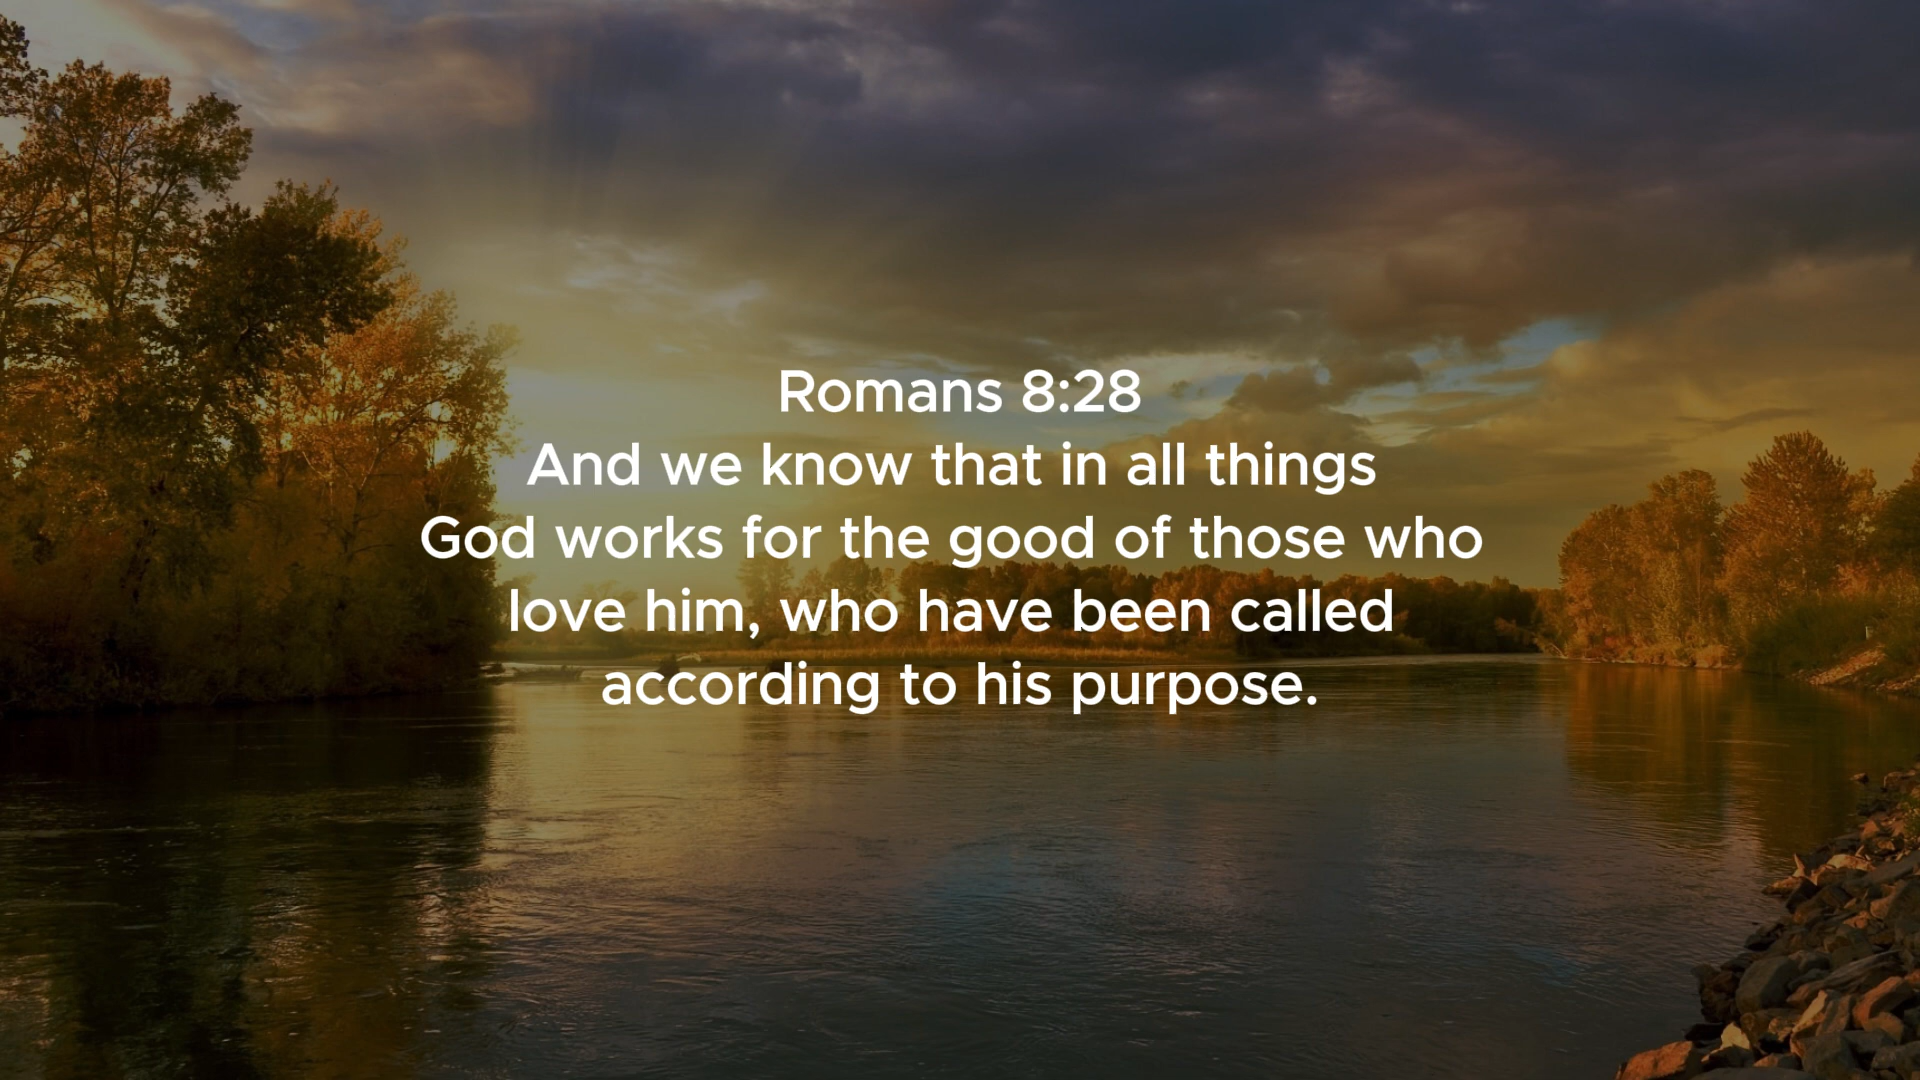 Romans 8:28
And we know that in all things
God works for the good of those who
love him, who have been called
according to his purpose.